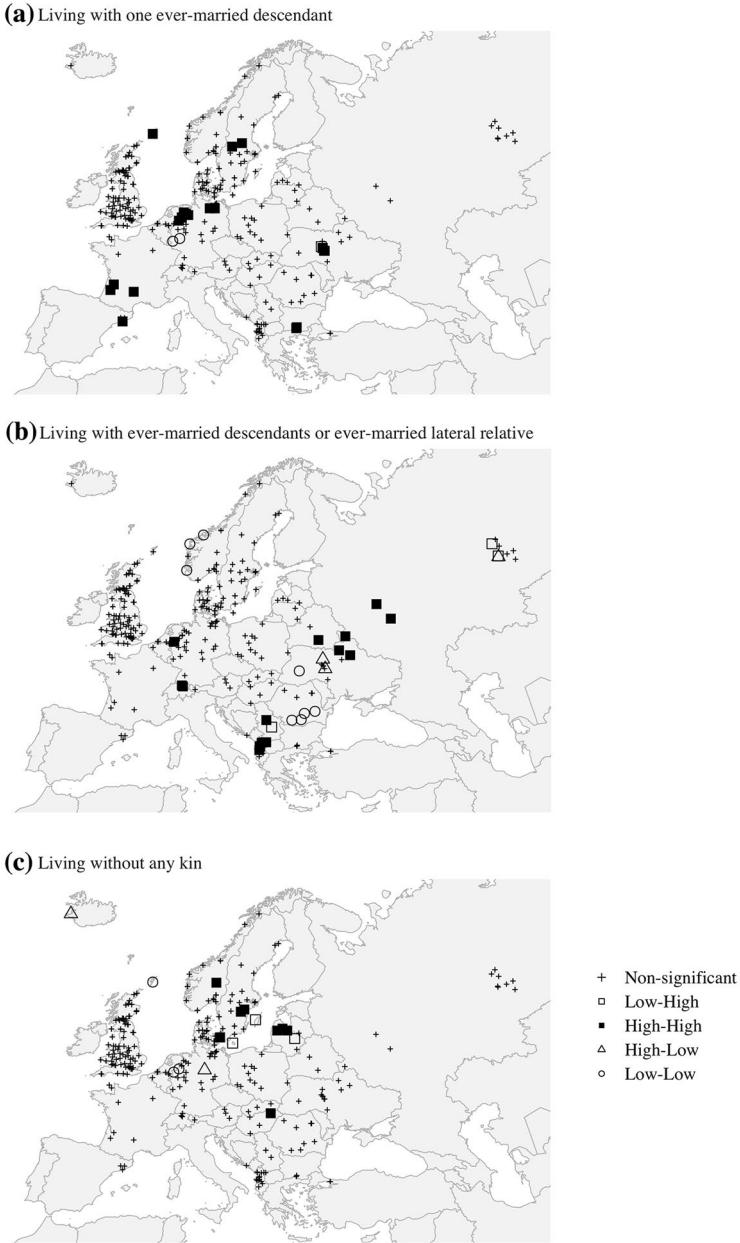 (a) Living with one ever-married descendant
(b) Living with ever-married descendants or ever-married lateral relative
(c) Living without any kin
Non-significant
Low-High
High-High
High-Low
Low-Low